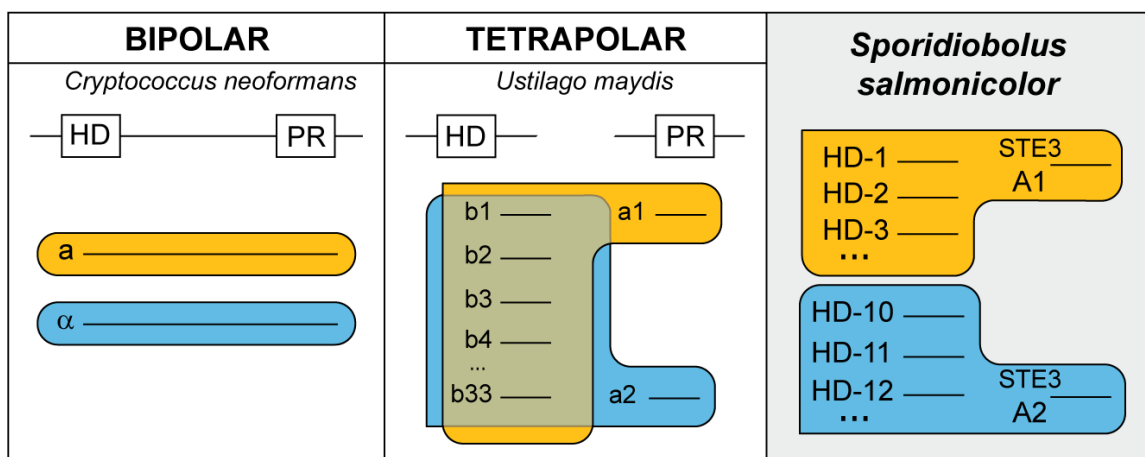 BIPOLAR
Cryptococcus neoformans
HD PR
a
α
TETRAPOLAR
Ustilago maydis
HD PR
b1 a1
b2
b3
b4
...
b33 a2
Sporidiobolus
salmonicolor
HD-1 STE3
HD-2 A1
HD-3
...
HD-10
HD-11
HD-12 STE3
... A2